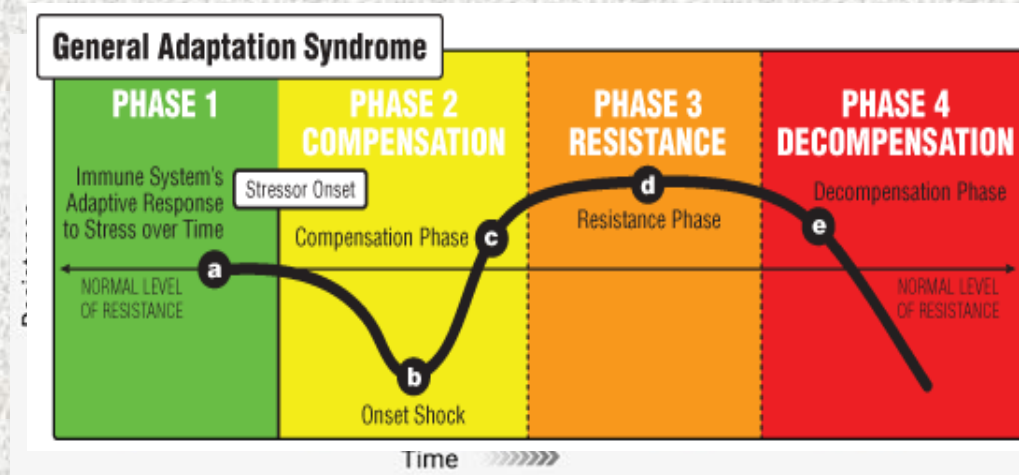 General Adaptation Syndrome
PHASE 1
PHASE 2
COMPENSATION
PHASE 3
RESISTANCE
PHASE 4
DECOMPENSATION
Immune System's
Adaptive Response
to Stress over Time
Stressor Onset
Compensation Phase
Resistance Phase
Decompensation Phase
a
b
c
d
e
NORMAL LEVEL
OF RESISTANCE
NORMAL LEVEL
OF RESISTANCE
Onset Shock
Time